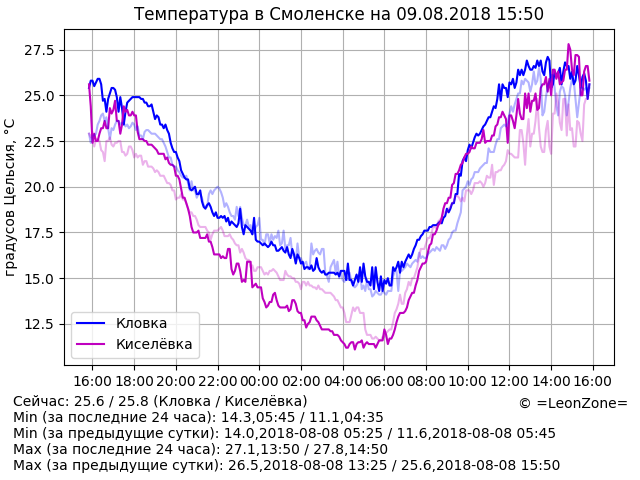 Температура в Смоленске на 09.08.2018 15:50
градусов Цельсия, °C
27.5
25.0
22.5
20.0
17.5
15.0
12.5
Кловка
Киселёвка
16:00 18:00 20:00 22:00 00:00 02:00 04:00 06:00 08:00 10:00 12:00 14:00 16:00
Сейчас: 25.6 / 25.8 (Кловка / Киселёвка)
© =LeonZone=
Min (за последние 24 часа): 14.3,05:45 / 11.1,04:35
Min (за предыдущие сутки): 14.0,2018-08-08 05:25 / 11.6,2018-08-08 05:45
Max (за последние 24 часа): 27.1,13:50 / 27.8,14:50
Max (за предыдущие сутки): 26.5,2018-08-08 13:25 / 25.6,2018-08-08 15:50